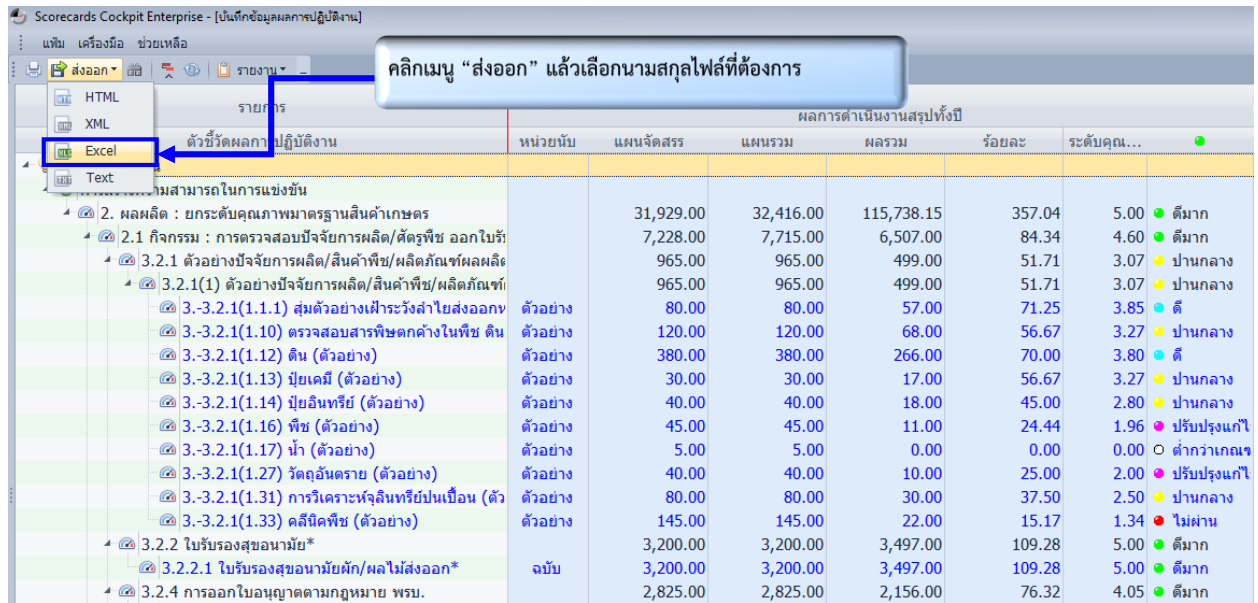 Scorecards Cockpit Enterprise - [บันทึกข้อมูลผลการปฏิบัติงาน]
แฟ้ม เครื่องมือ ช่วยเหลือ
ส่งออก รายงาน
คลิกเมนู “ส่งออก” แล้วเลือกนามสกุลไฟล์ที่ต้องการ
HTML
XML
Excel
Text
รายการ ผลการดำเนินงานสรุปทั้งปี
ตัวชี้วัดผลการปฏิบัติงาน หน่วยนับ แผนจัดสรร แผนรวม ผลรวม ร้อยละ ระดับคุณ...
ามสามารถในการแข่งขัน
2. ผลผลิต : ยกระดับคุณภาพมาตรฐานสินค้าเกษตร 31,929.00 32,416.00 115,738.15 357.04 5.00 ดีมาก
2.1 กิจกรรม : การตรวจสอบปัจจัยการผลิต/ศัตรูพืช ออกใบรั 7,228.00 7,715.00 6,507.00 84.34 4.60 ดีมาก
3.2.1 ตัวอย่างปัจจัยการผลิต/สินค้าพืช/ผลิตภัณฑ์ผลผลิต 965.00 965.00 499.00 51.71 3.07 ปานกลาง
3.2.1(1) ตัวอย่างปัจจัยการผลิต/สินค้าพืช/ผลิตภัณฑ์ 965.00 965.00 499.00 51.71 3.07 ปานกลาง
3.-3.2.1(1.1.1) สุ่มตัวอย่างเฝ้าระวังลำไยส่งออกห ตัวอย่าง 80.00 80.00 57.00 71.25 3.85 ดี
3.-3.2.1(1.10) ตรวจสอบสารพิษตกค้างในพืช ดิน ตัวอย่าง 120.00 120.00 68.00 56.67 3.27 ปานกลาง
3.-3.2.1(1.12) ดิน (ตัวอย่าง) ตัวอย่าง 380.00 380.00 266.00 70.00 3.80 ดี
3.-3.2.1(1.13) ปุ๋ยเคมี (ตัวอย่าง) ตัวอย่าง 30.00 30.00 17.00 56.67 3.27 ปานกลาง
3.-3.2.1(1.14) ปุ๋ยอินทรีย์ (ตัวอย่าง) ตัวอย่าง 40.00 40.00 18.00 45.00 2.80 ปานกลาง
3.-3.2.1(1.16) พืช (ตัวอย่าง) ตัวอย่าง 45.00 45.00 11.00 24.44 1.96 ปรับปรุงแก้ไ
3.-3.2.1(1.17) น้ำ (ตัวอย่าง) ตัวอย่าง 5.00 5.00 0.00 0.00 0.00 ต่ำกว่าเกณฑ
3.-3.2.1(1.27) วัตถุอันตราย (ตัวอย่าง) ตัวอย่าง 40.00 40.00 10.00 25.00 2.00 ปรับปรุงแก้ไ
3.-3.2.1(1.31) การวิเคราะห์จุลินทรีย์ปนเปื้อน (ตัว ตัวอย่าง 80.00 80.00 30.00 37.50 2.50 ปานกลาง
3.-3.2.1(1.33) คลีนิคพืช (ตัวอย่าง) ตัวอย่าง 145.00 145.00 22.00 15.17 1.34 ไม่ผ่าน
3.2.2 ใบรับรองสุขอนามัย* 3,200.00 3,200.00 3,497.00 109.28 5.00 ดีมาก
3.2.2.1 ใบรับรองสุขอนามัยผัก/ผลไม้ส่งออก* ฉบับ 3,200.00 3,200.00 3,497.00 109.28 5.00 ดีมาก
3.2.4 การออกใบอนุญาตตามกฎหมาย พรบ. 2,825.00 2,825.00 2,156.00 76.32 4.05 ดีมาก